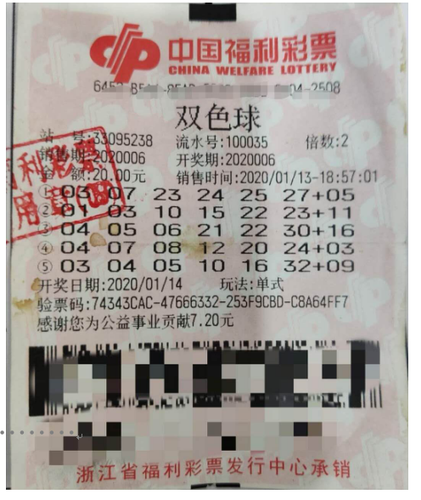 中国福利彩票
CHINA WELFARE LOTTERY
双色球
站 号:33095238 流水号:100035 倍数:2
销售期:2020006 开奖期:2020006
金 额:20.00元 销售时间:2020/01/13-18:57:01
① 03 07 23 24 25 27+05
② 01 03 10 15 22 23+11
③ 04 05 06 21 22 30+16
④ 04 07 08 12 20 24+03
⑤ 03 04 05 10 16 32+09
开奖日期:2020/01/14 玩法:单式
验票码:74343CAC-47666332-253F9CBD-C8A64FF7
感谢您为公益事业贡献7.20元
浙江省福利彩票发行中心承销